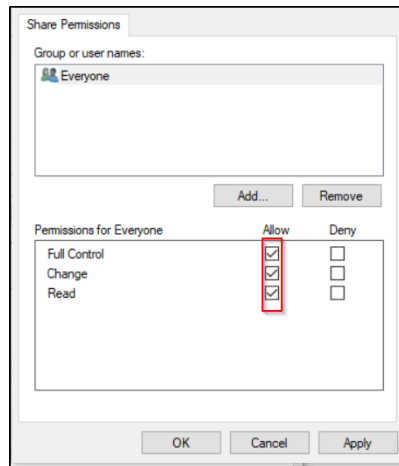 Share Permissions
Group or user names:
Everyone
Add... Remove
Permissions for Everyone Allow Deny
Full Control
Change
Read
OK Cancel Apply